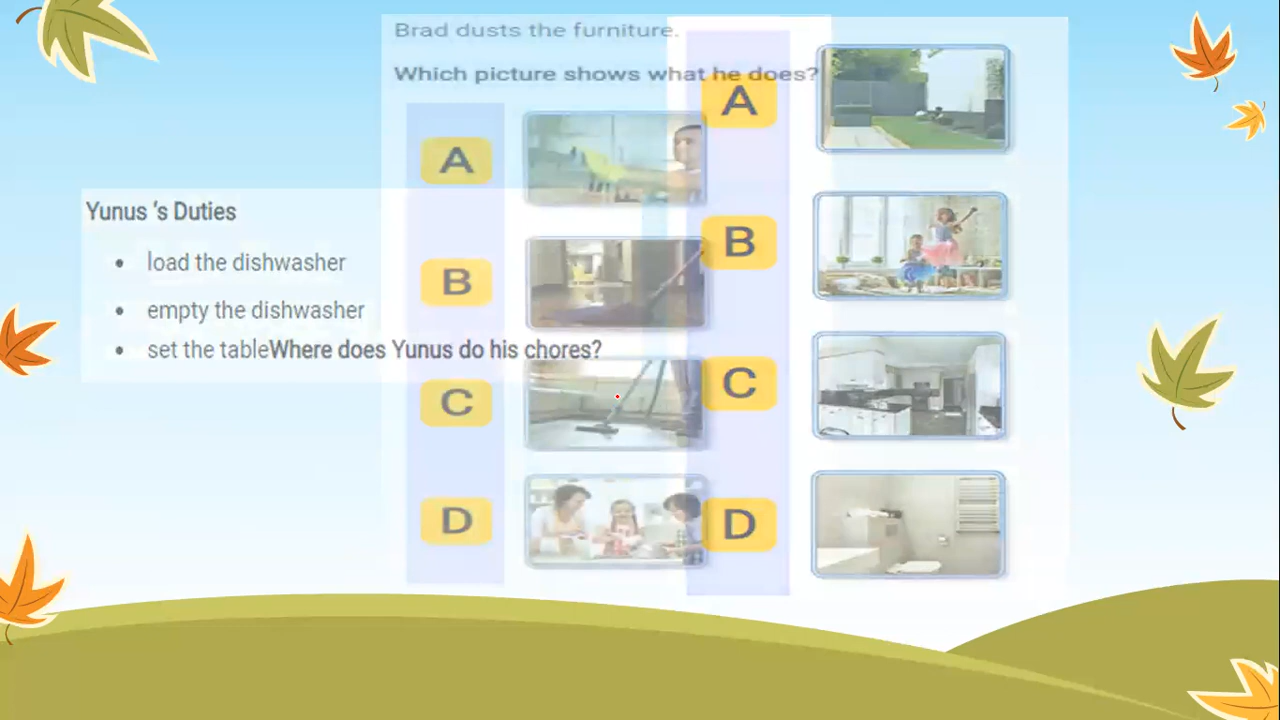 Brad dusts the furniture.
Which picture shows what he does?
A
B
C
D
Yunus 's Duties
• load the dishwasher
• empty the dishwasher
• set the tableWhere does Yunus do his chores?
A
B
C
D